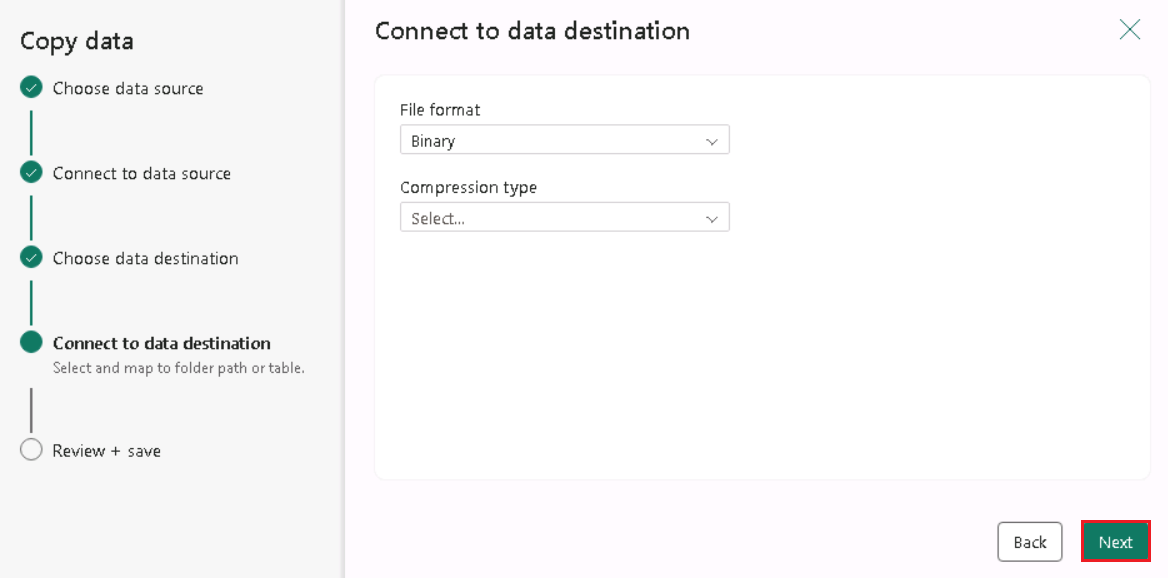 Copy data
Choose data source
Connect to data source
Choose data destination
Connect to data destination
Select and map to folder path or table.
Review + save
Connect to data destination
File format
Binary
Compression type
Select...
Back
Next